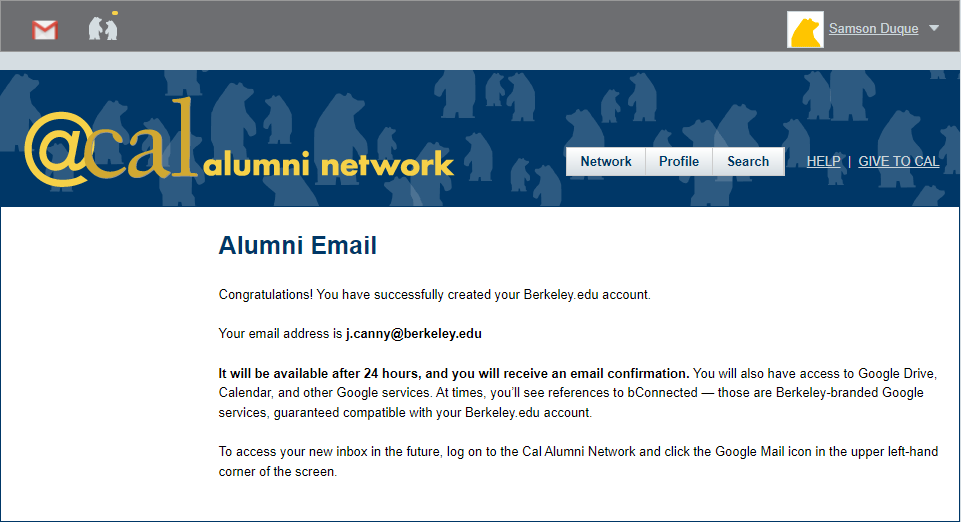 Samson Duque
@cal alumni network
Network Profile Search HELP | GIVE TO CAL
Alumni Email
Congratulations! You have successfully created your Berkeley.edu account.
Your email address is j.canny@berkeley.edu
It will be available after 24 hours, and you will receive an email confirmation. You will also have access to Google Drive,
Calendar, and other Google services. At times, you'll see references to bConnected — those are Berkeley-branded Google
services, guaranteed compatible with your Berkeley.edu account.
To access your new inbox in the future, log on to the Cal Alumni Network and click the Google Mail icon in the upper left-hand
corner of the screen.